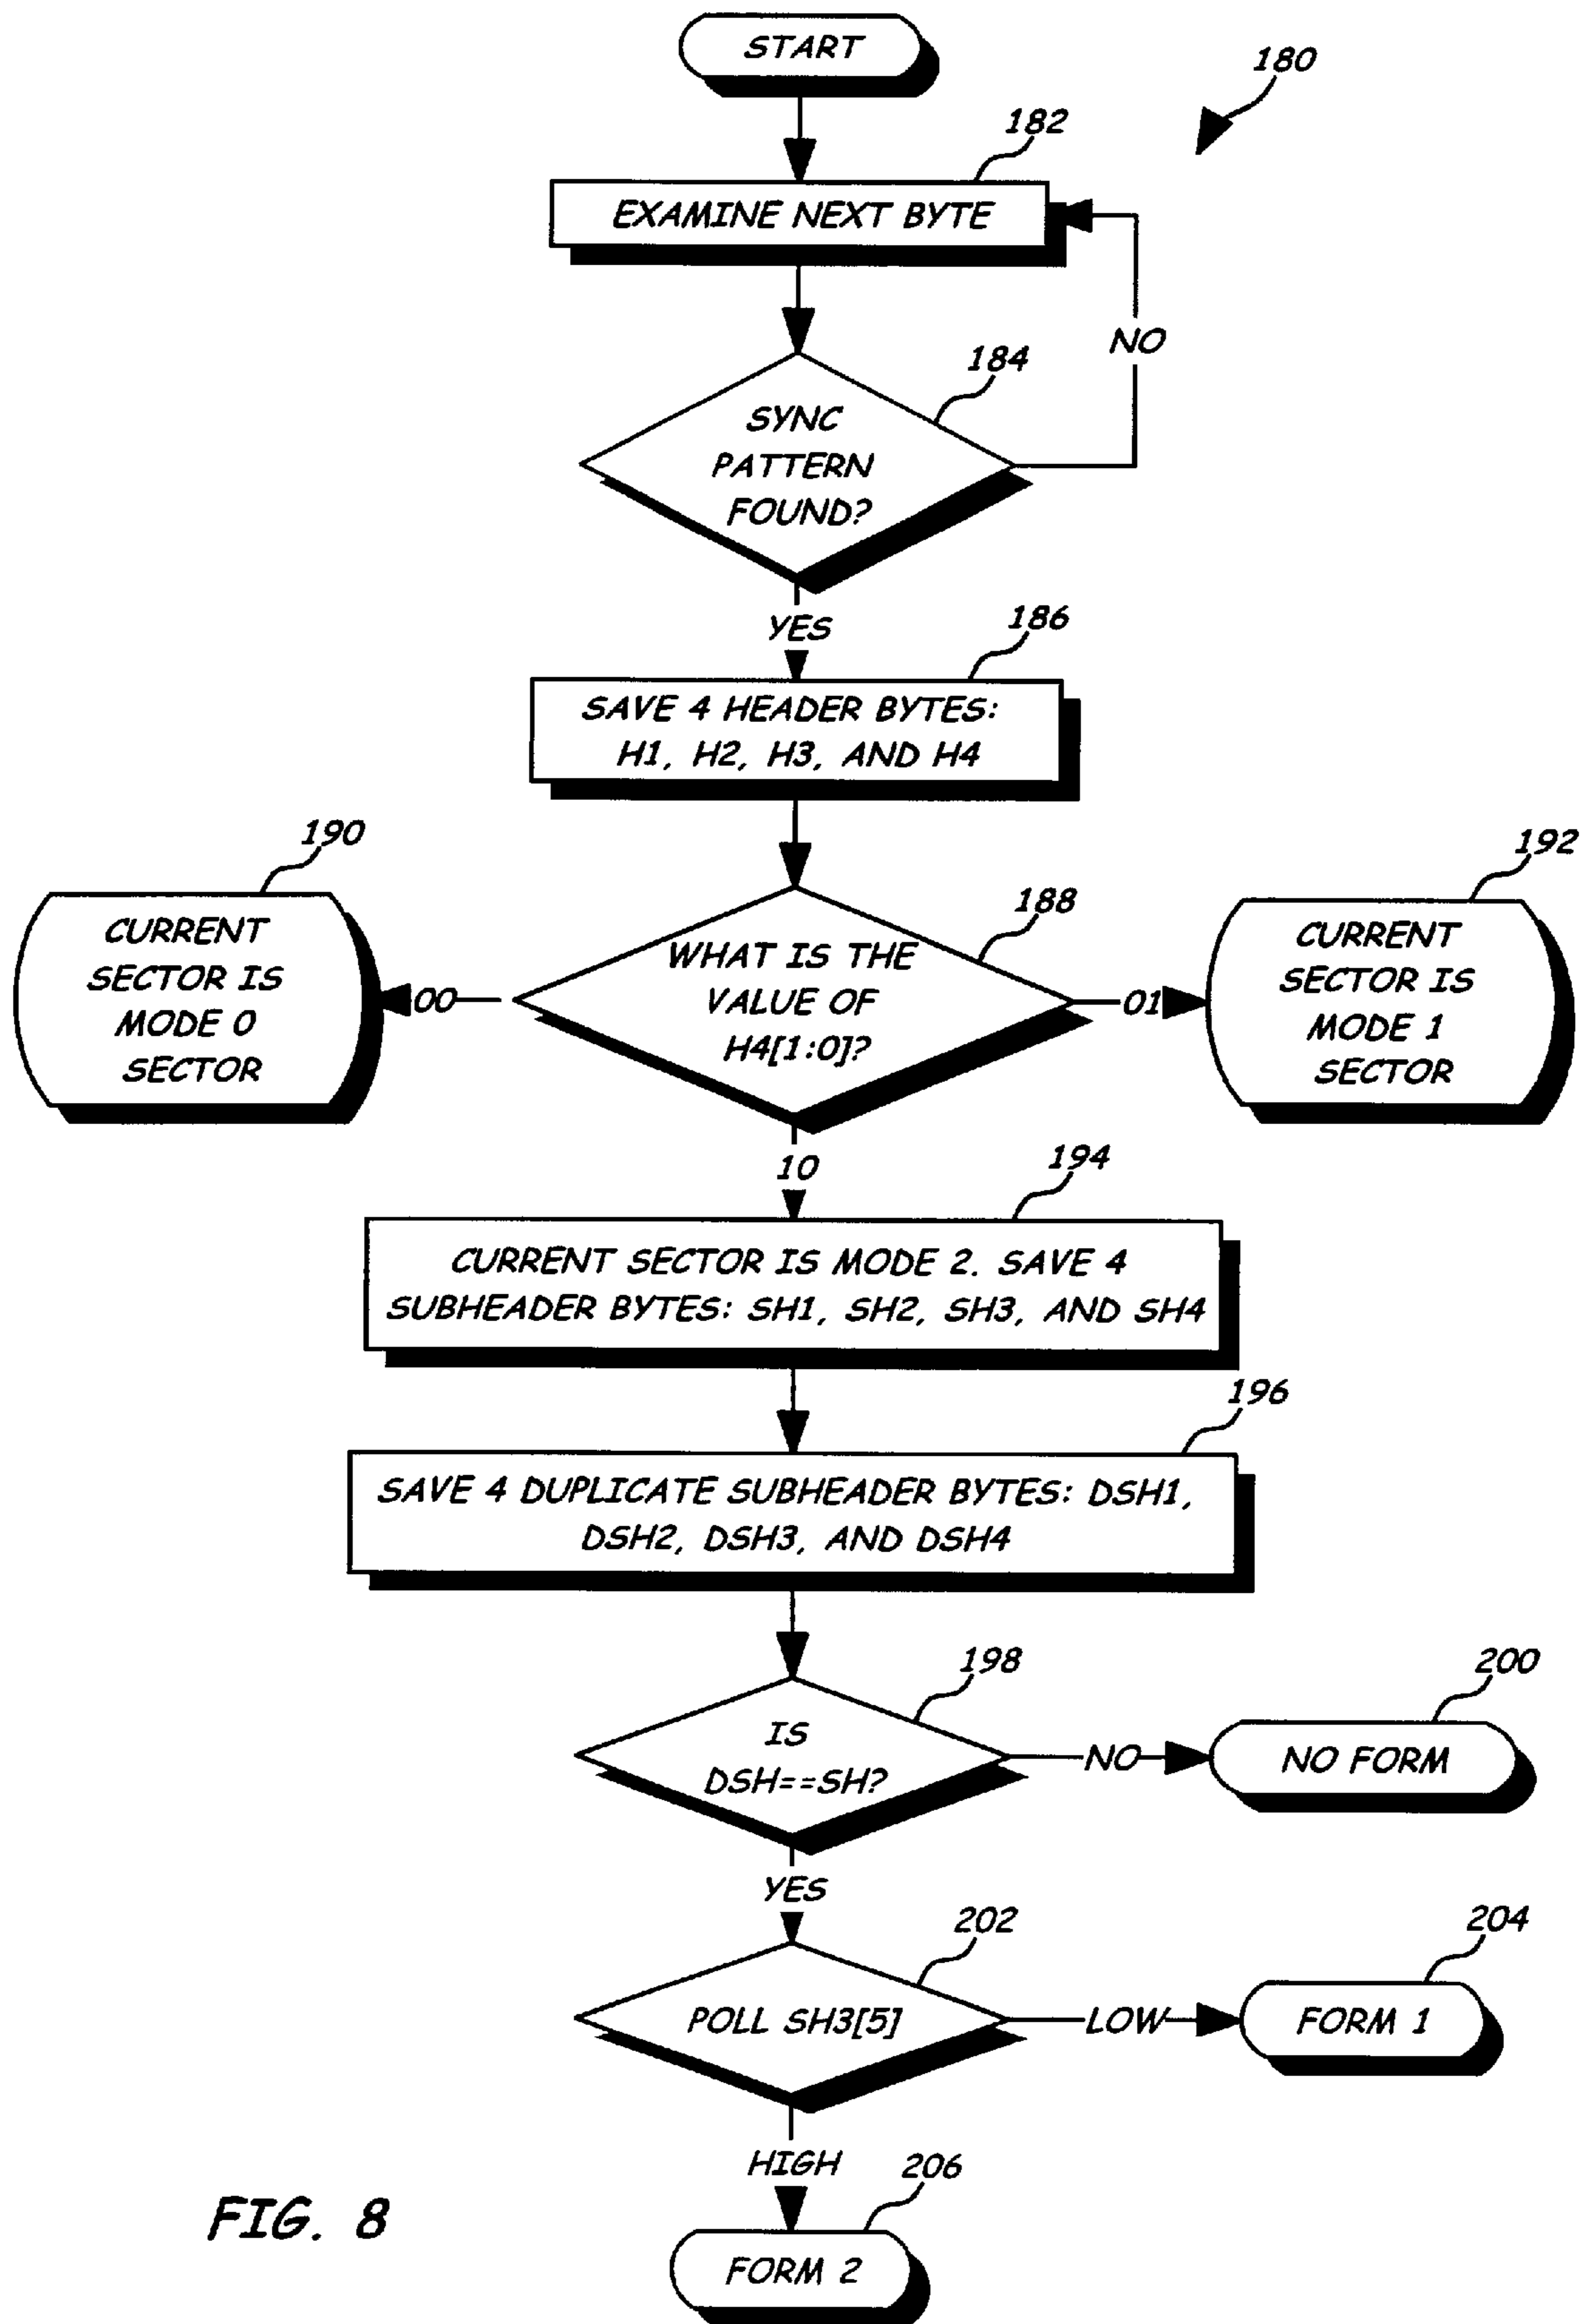 START
180
182
EXAMINE NEXT BYTE
NO
184
SYNC
PATTERN
FOUND?
YES
186
SAVE 4 HEADER BYTES:
H1, H2, H3, AND H4
190
192
188
CURRENT
SECTOR IS
MODE 0
SECTOR
00
WHAT IS THE
VALUE OF
H4[1:0]?
01
CURRENT
SECTOR IS
MODE 1
SECTOR
10
194
CURRENT SECTOR IS MODE 2. SAVE 4
SUBHEADER BYTES: SH1, SH2, SH3, AND SH4
196
SAVE 4 DUPLICATE SUBHEADER BYTES: DSH1,
DSH2, DSH3, AND DSH4
198
200
IS
DSH==SH?
NO
NO FORM
YES
202
204
POLL SH3[5]
LOW
FORM 1
HIGH
206
FORM 2
FIG. 8